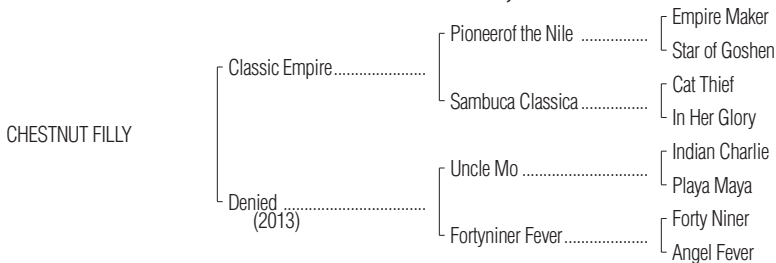 Empire Maker
Pioneerof the Nile ................
Star of Goshen
Classic Empire......................
Cat Thief
Sambuca Classica ................
In Her Glory
CHESTNUT FILLY
Indian Charlie
Uncle Mo ..............................
Playa Maya
Denied ..................................
(2013)
Forty Niner
Fortyniner Fever....................
Angel Fever